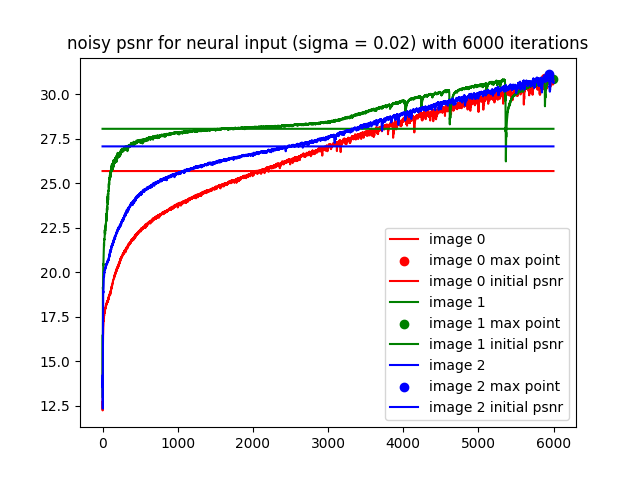 noisy psnr for neural input (sigma = 0.02) with 6000 iterations
30.0
27.5
25.0
22.5
20.0
17.5
15.0
12.5
0
1000
2000
3000
4000
5000
6000
image 0
image 0 max point
image 0 initial psnr
image 1
image 1 max point
image 1 initial psnr
image 2
image 2 max point
image 2 initial psnr